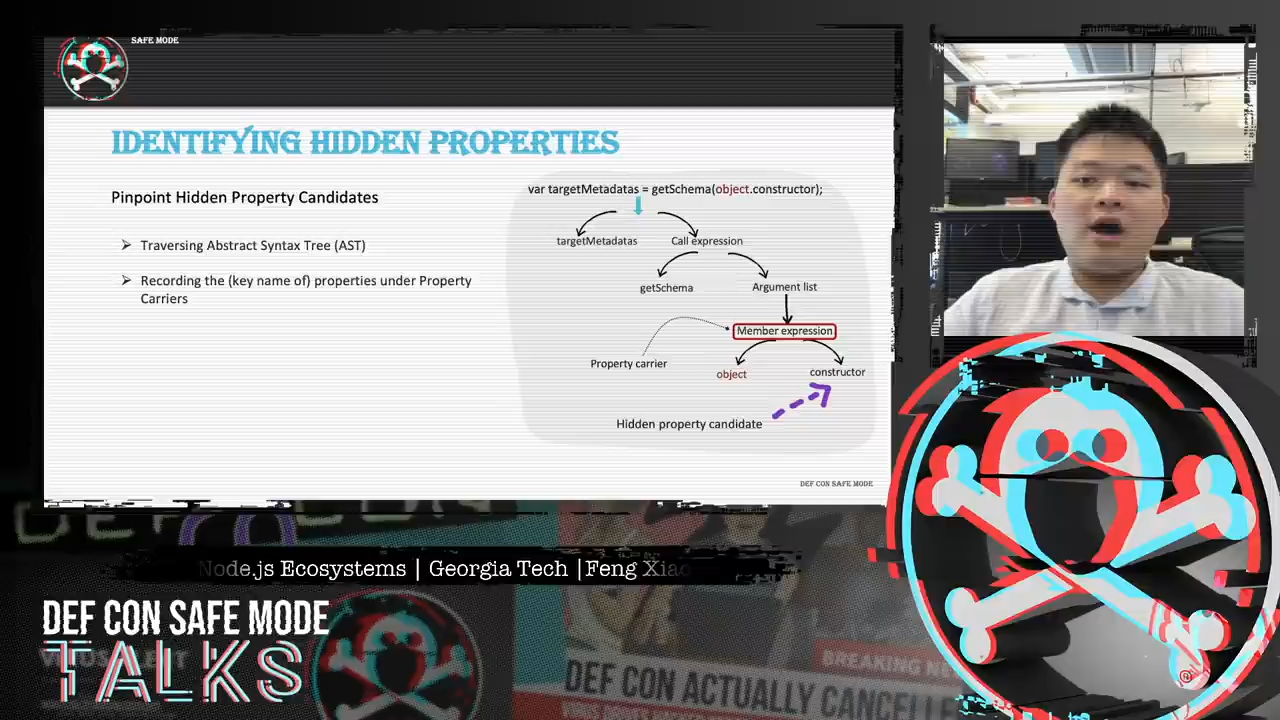 SAFE MODE
IDENTIFYING HIDDEN PROPERTIES
Pinpoint Hidden Property Candidates
Traversing Abstract Syntax Tree (AST)
Recording the (key name of) properties under Property
Carriers
var targetMetadatas = getSchema(object.constructor);
targetMetadatas
Call expression
getSchema
Argument list
Member expression
Property carrier
object
constructor
Hidden property candidate
DEF CON SAFE MODE
DEF CON
Node.js Ecosystems | Georgia Tech |Feng Xiao
DEF CON SAFE MODE
TALKS
BREAKING NE
DEF CON ACTUALLY CANCELLE